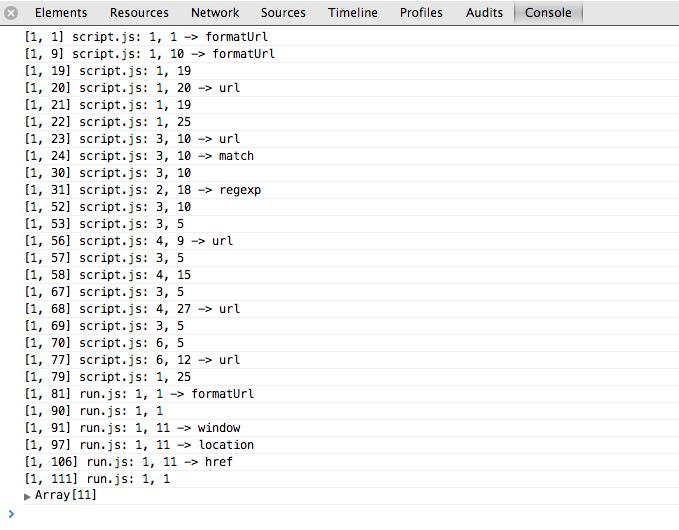 Elements Resources Network Sources Timeline Profiles Audits Console
[1, 1] script.js: 1, 1 -> formatUrl
[1, 9] script.js: 1, 10 -> formatUrl
[1, 19] script.js: 1, 19
[1, 20] script.js: 1, 20 -> url
[1, 21] script.js: 1, 19
[1, 22] script.js: 1, 25
[1, 23] script.js: 3, 10 -> url
[1, 24] script.js: 3, 10 -> match
[1, 30] script.js: 3, 10
[1, 31] script.js: 2, 18 -> regexp
[1, 52] script.js: 3, 10
[1, 53] script.js: 3, 5
[1, 56] script.js: 4, 9 -> url
[1, 57] script.js: 3, 5
[1, 58] script.js: 4, 15
[1, 67] script.js: 3, 5
[1, 68] script.js: 4, 27 -> url
[1, 69] script.js: 3, 5
[1, 70] script.js: 6, 5
[1, 77] script.js: 6, 12 -> url
[1, 79] script.js: 1, 25
[1, 81] run.js: 1, 1 -> formatUrl
[1, 90] run.js: 1, 1
[1, 91] run.js: 1, 11 -> window
[1, 97] run.js: 1, 11 -> location
[1, 106] run.js: 1, 11 -> href
[1, 111] run.js: 1, 1
Array[11]